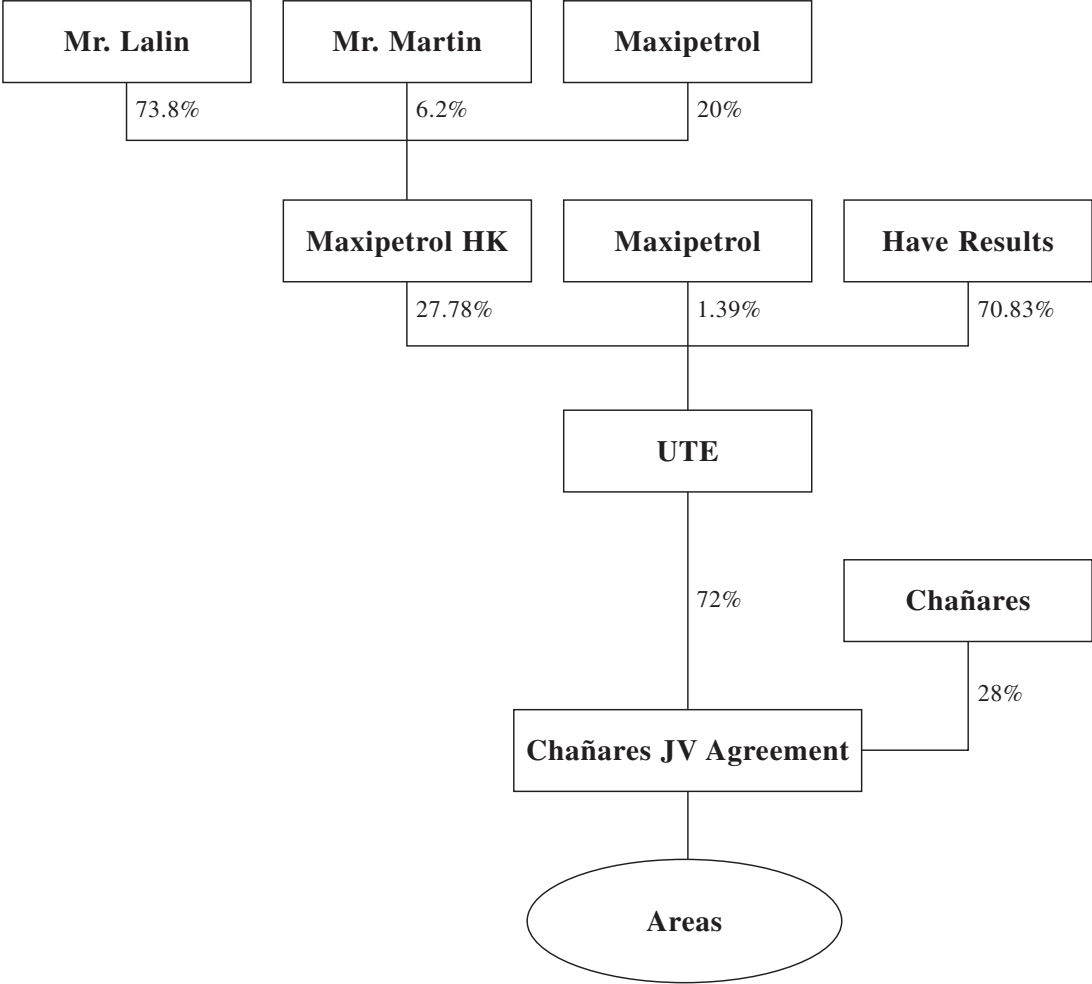 Mr. Lalin
Mr. Martin
Maxipetrol
73.8%
6.2%
20%
Maxipetrol HK
Maxipetrol
Have Results
27.78%
1.39%
70.83%
UTE
72%
Chañares
28%
Chañares JV Agreement
Areas